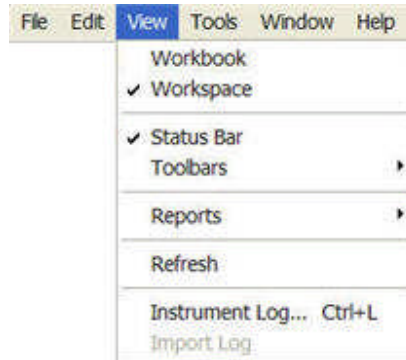 File Edit View Tools Window Help
Workbook
✓ Workspace
✓ Status Bar
Toolbars
Reports
Refresh
Instrument Log... Ctrl+L
Import Log